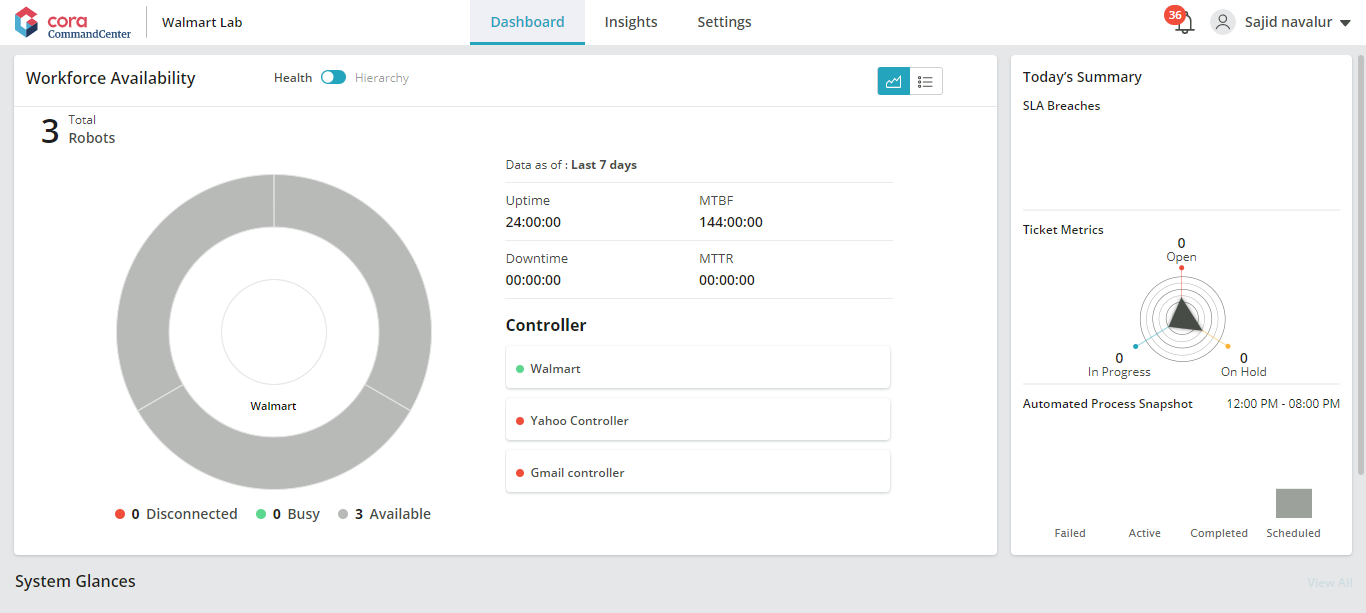 cora
CommandCenter
Walmart Lab
Dashboard
Insights
Settings
36
Sajid navalur
Workforce Availability
Health
Hierarchy
3 Total
Robots
Walmart
0 Disconnected
0 Busy
3 Available
Data as of : Last 7 days
Uptime
24:00:00
MTBF
144:00:00
Downtime
00:00:00
MTTR
00:00:00
Controller
Walmart
Yahoo Controller
Gmail controller
Today's Summary
SLA Breaches
Ticket Metrics
0
Open
0
In Progress
0
On Hold
Automated Process Snapshot
12:00 PM - 08:00 PM
Failed
Active
Completed
Scheduled
System Glances
View All